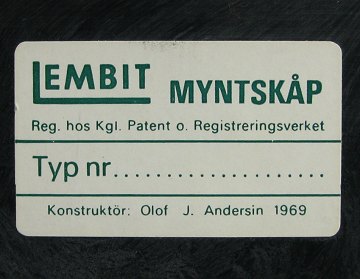 LEMBIT MYNTSKÅP
Reg. hos Kgl. Patent o. Registreringsverket
Typ nr....................
Konstruktör: Olof J. Andersin 1969